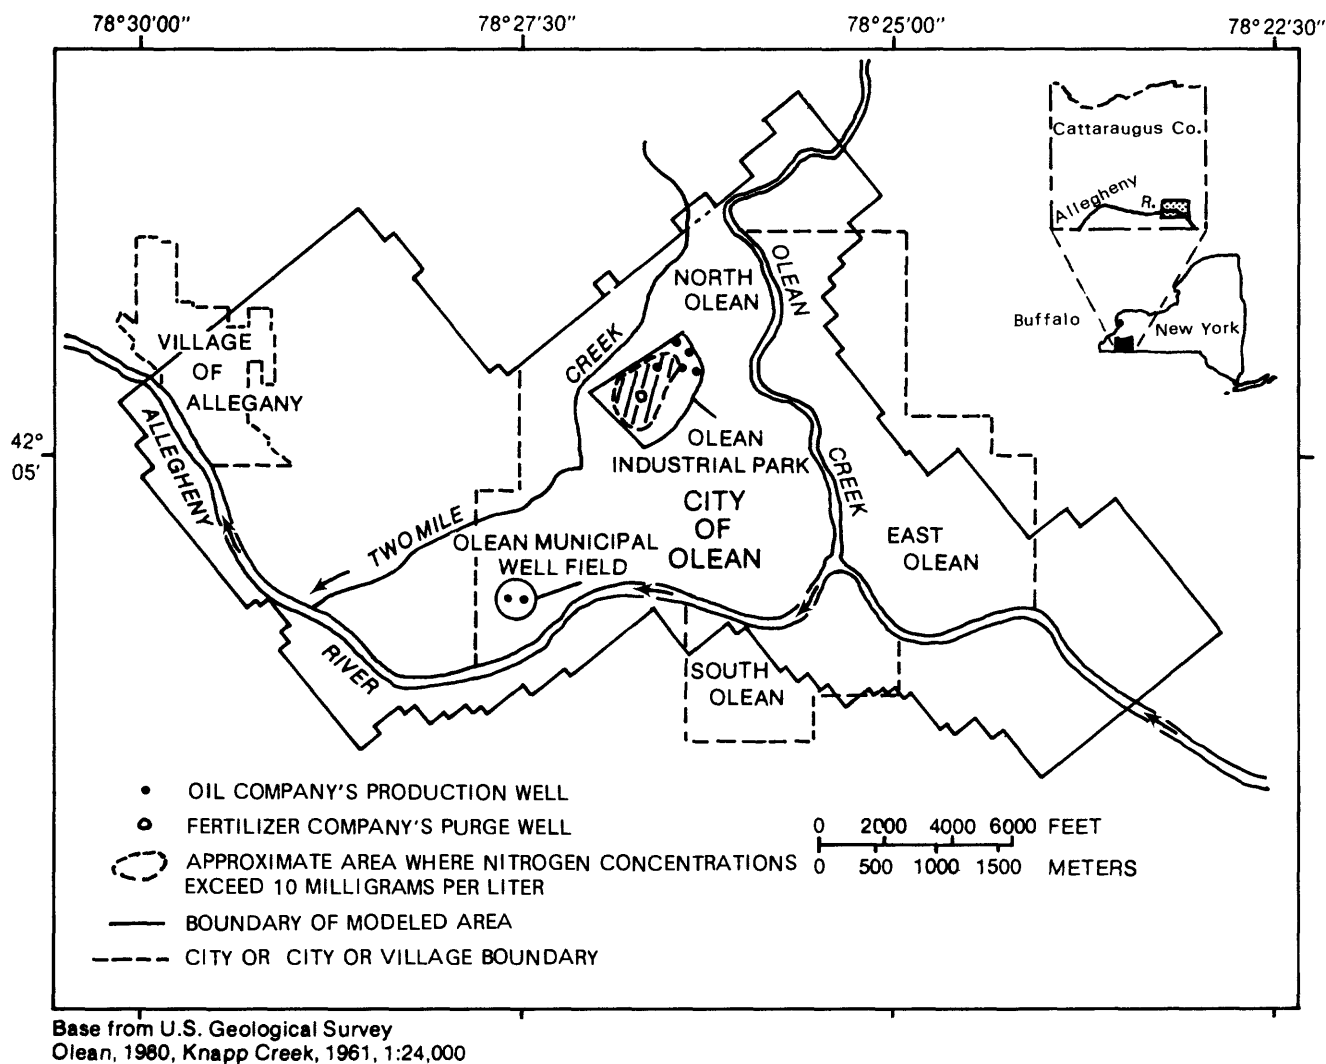 78°30'00"
78°27'30"
78°25'00"
78°22'30"
Cattaraugus Co.
Allegheny
R.
Buffalo
New York
OLEAN
CREEK
NORTH
OLEAN
CREEK
VILLAGE
OF
ALLEGANY
42°
05'
ALLEGHENY
OLEAN
INDUSTRIAL PARK
CITY
OF
OLEAN
EAST
OLEAN
TWO MILE
OLEAN MUNICIPAL
WELL FIELD
RIVER
SOUTH
OLEAN
OIL COMPANY'S PRODUCTION WELL
FERTILIZER COMPANY'S PURGE WELL
APPROXIMATE AREA WHERE NITROGEN CONCENTRATIONS
EXCEED 10 MILLIGRAMS PER LITER
BOUNDARY OF MODELED AREA
CITY OR CITY OR VILLAGE BOUNDARY
0 2000 4000 6000 FEET
0 500 1000 1500 METERS
Base from U.S. Geological Survey
Olean, 1980, Knapp Creek, 1961, 1:24,000